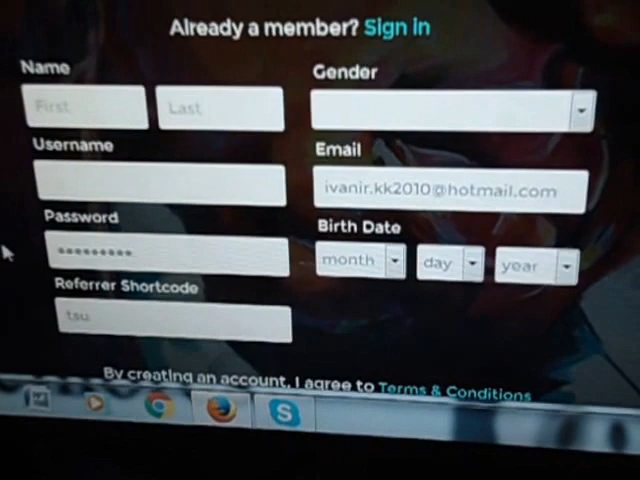 Already a member? Sign in
Name
Gender
First
Last
Username
Email
ivanir.kk2010@hotmail.com
Password
Birth Date
month
day
year
Referrer Shortcode
tsu
By creating an account, I agree to Terms & Conditions